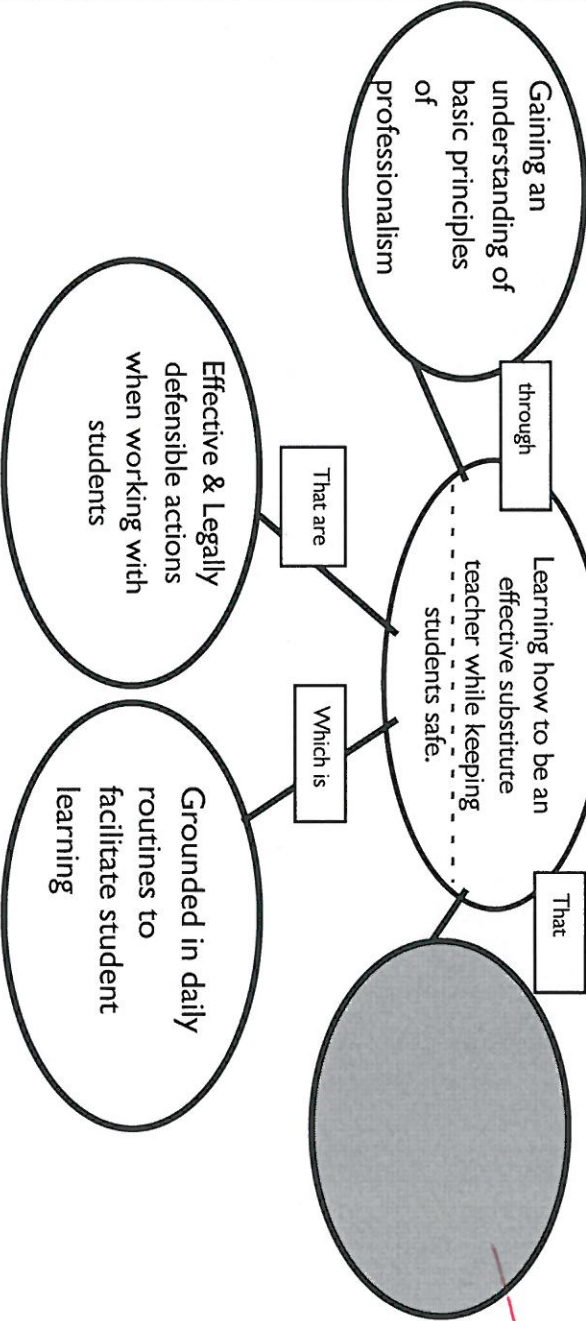 Gaining an
understanding of
basic principles
of
professionalism
through
Learning how to be an
effective substitute
teacher while keeping
students safe.
That
That are
Effective & Legally
defensible actions
when working with
students
Which is
Grounded in daily
routines to
facilitate student
learning